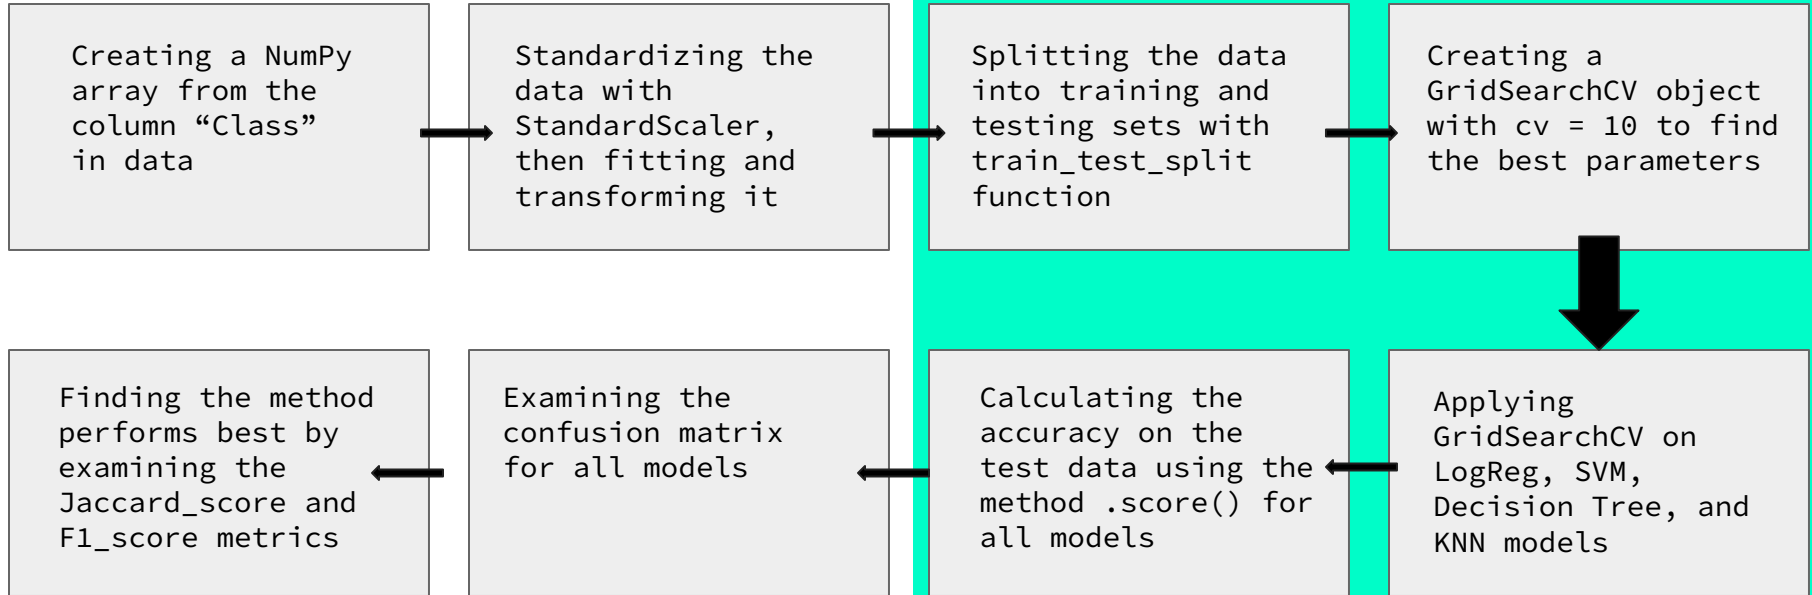 Creating a NumPy
array from the
column “Class”
in data
Standardizing the
data with
StandardScaler,
then fitting and
transforming it
Splitting the data
into training and
testing sets with
train_test_split
function
Creating a
GridSearchCV object
with cv = 10 to find
the best parameters
Applying
GridSearchCV on
LogReg, SVM,
Decision Tree, and
KNN models
Calculating the
accuracy on the
test data using the
method .score() for
all models
Examining the
confusion matrix
for all models
Finding the method
performs best by
examining the
Jaccard_score and
F1_score metrics